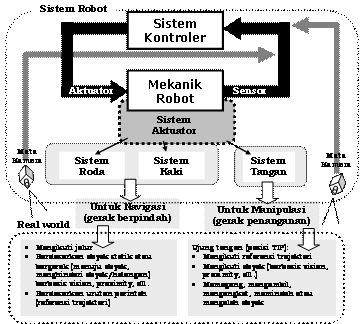 Sistem Robot
Sistem
Kontroler
Aktuator
Mekanik
Robot
Sensor
Sistem
Aktuator
Sistem
Roda
Sistem
Kaki
Sistem
Tangan
Mata
Kamera
Mata
Kamera
Untuk Navigasi
(gerak berpindah)
Untuk Manipulasi
(gerak penanganan)
Real world
Mengikuti jalur
Berdasarkan obyek statik atau
bergerak (menuju obyek,
menghindari obyek/halangan)
berbasis vision, proximity, dll.
Berdasarkan urutan perintah
(referensi trajektori)
Ujung tangan (posisi TIP):
Mengikuti referensi trajektori
Mengikuti obyek (berbasis vision,
proximity, dll.)
Memegang, mengambil,
mengangkat, memindah atau
mengolah obyek